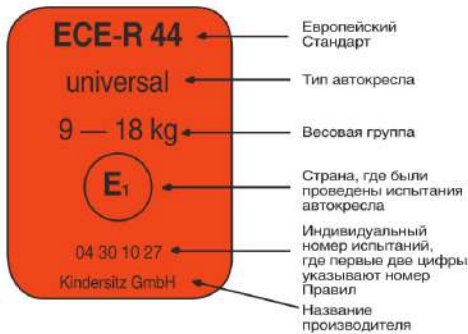 ECE-R 44
Европейский
Стандарт
universal
Тип автокресла
9 — 18 kg
Весовая группа
E1
Страна, где были
проведены испытания
автокресла
04 30 10 27
Индивидуальный
номер испытаний,
где первые две цифры
указывают номер
Правил
Kindersitz GmbH
Название
производителя